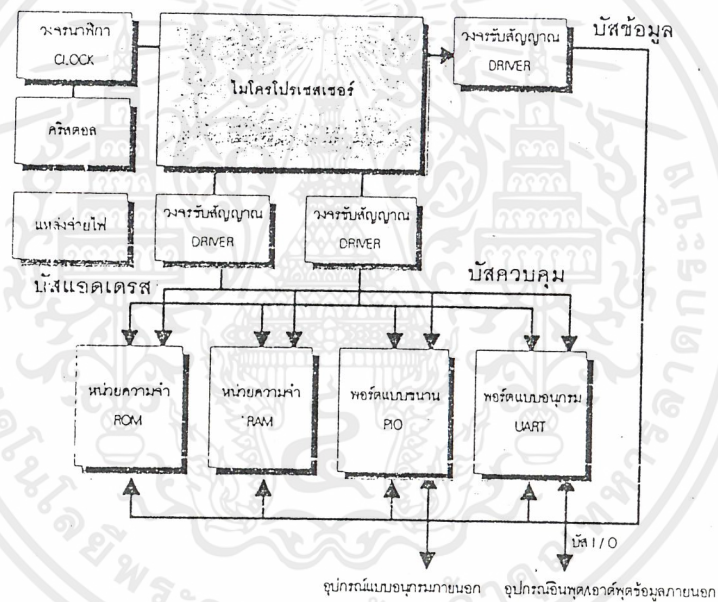 วงจรนาฬิกา
CLOCK
ไมโครโปรเซสเซอร์
วงจรรับสัญญาณ
DRIVER
บัสข้อมูล
คริสตอล
แหล่งจ่ายไฟ
วงจรรับสัญญาณ
DRIVER
วงจรรับสัญญาณ
DRIVER
บัสแอดเดรส
บัสควบคุม
หน่วยความจำ
ROM
หน่วยความจำ
RAM
พอร์ตแบบขนาน
PIO
พอร์ตแบบอนุกรม
UART
บัส I/O
อุปกรณ์แบบอนุกรมภายนอก
อุปกรณ์อินพุต/เอาต์พุตข้อมูลภายนอก